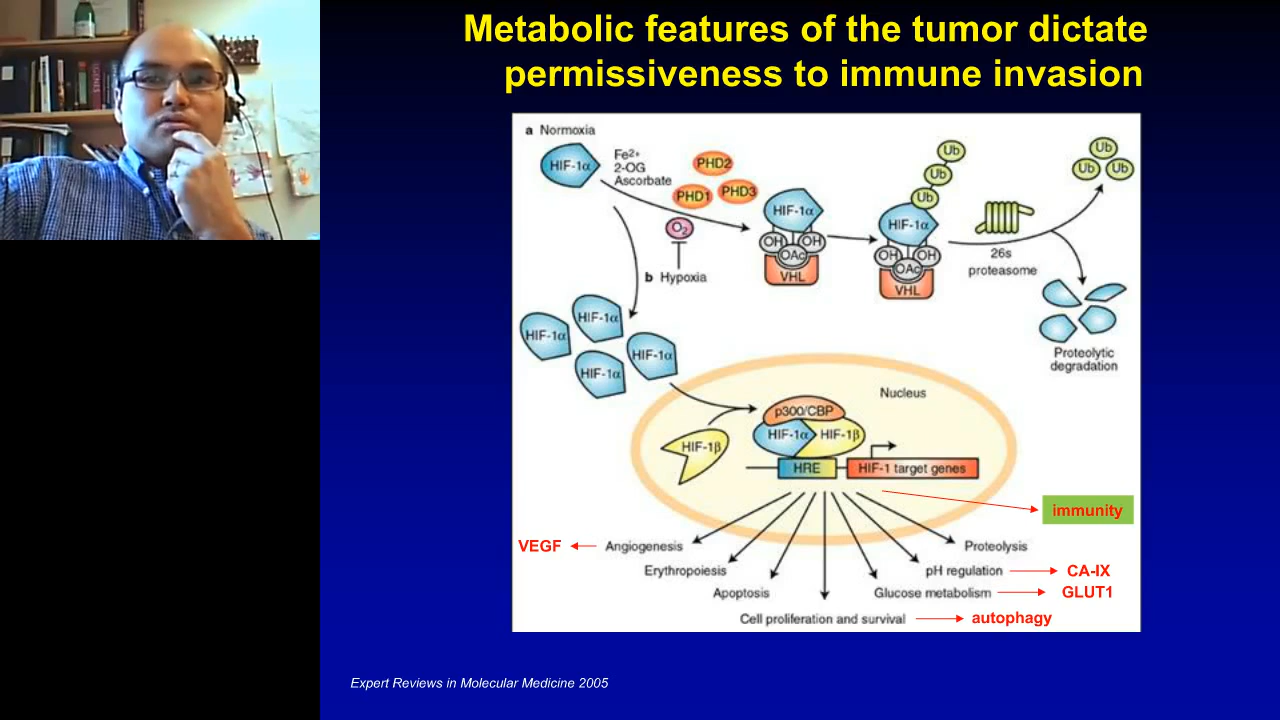 Metabolic features of the tumor dictate
permissiveness to immune invasion
a Normoxia
HIF-1α
Fe2+
2-OG
Ascorbate
PHD2
PHD1
PHD3
O2
b Hypoxia
HIF-1α
OH
OH
OAc
VHL
Ub
Ub
Ub
HIF-1α
OH
OH
OAc
VHL
26s
proteasome
Ub
Ub
Ub
Proteolytic
degradation
HIF-1α
HIF-1α
HIF-1α
HIF-1α
Nucleus
HIF-1β
p300/CBP
HIF-1α
HIF-1β
HRE
HIF-1 target genes
immunity
VEGF
Angiogenesis
Erythropoiesis
Apoptosis
Cell proliferation and survival
autophagy
Glucose metabolism
GLUT1
pH regulation
CA-IX
Proteolysis
Expert Reviews in Molecular Medicine 2005